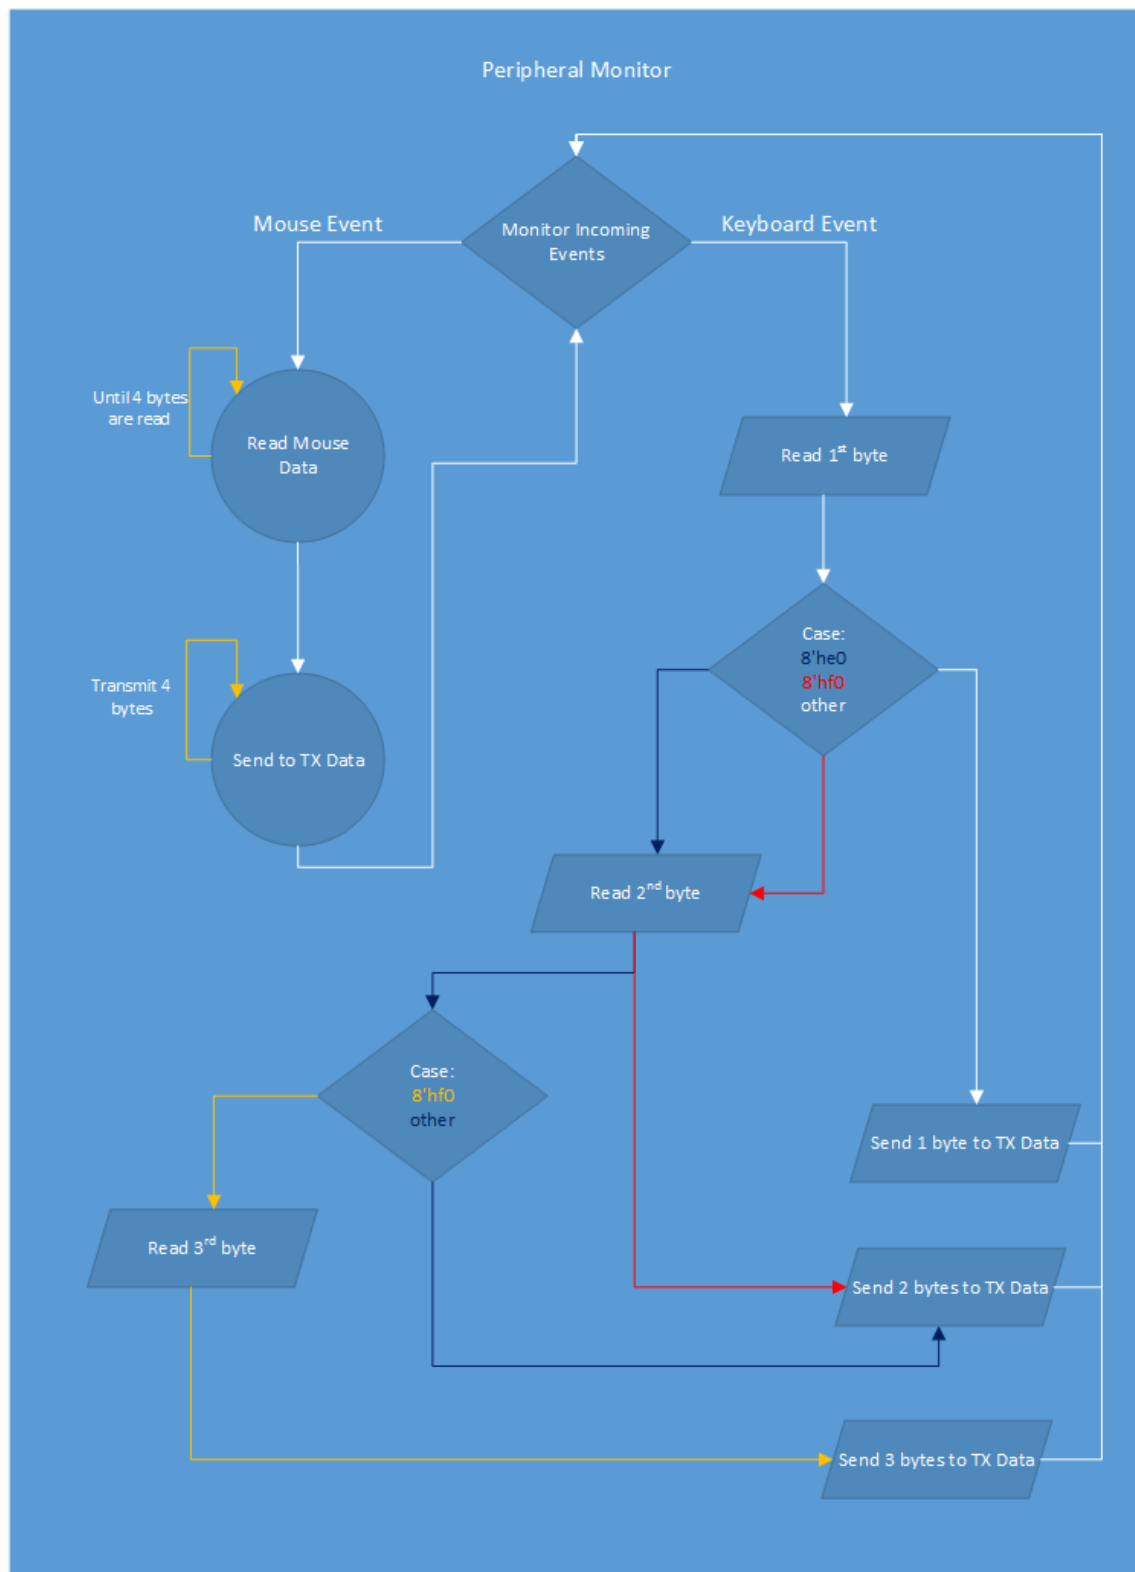 Peripheral Monitor
Mouse Event
Monitor Incoming
Events
Keyboard Event
Until 4 bytes
are read
Read Mouse
Data
Read 1st byte
Case:
8'he0
8'hf0
other
Transmit 4
bytes
Send to TX Data
Read 2nd byte
Case:
8'hf0
other
Send 1 byte to TX Data
Read 3rd byte
Send 2 bytes to TX Data
Send 3 bytes to TX Data